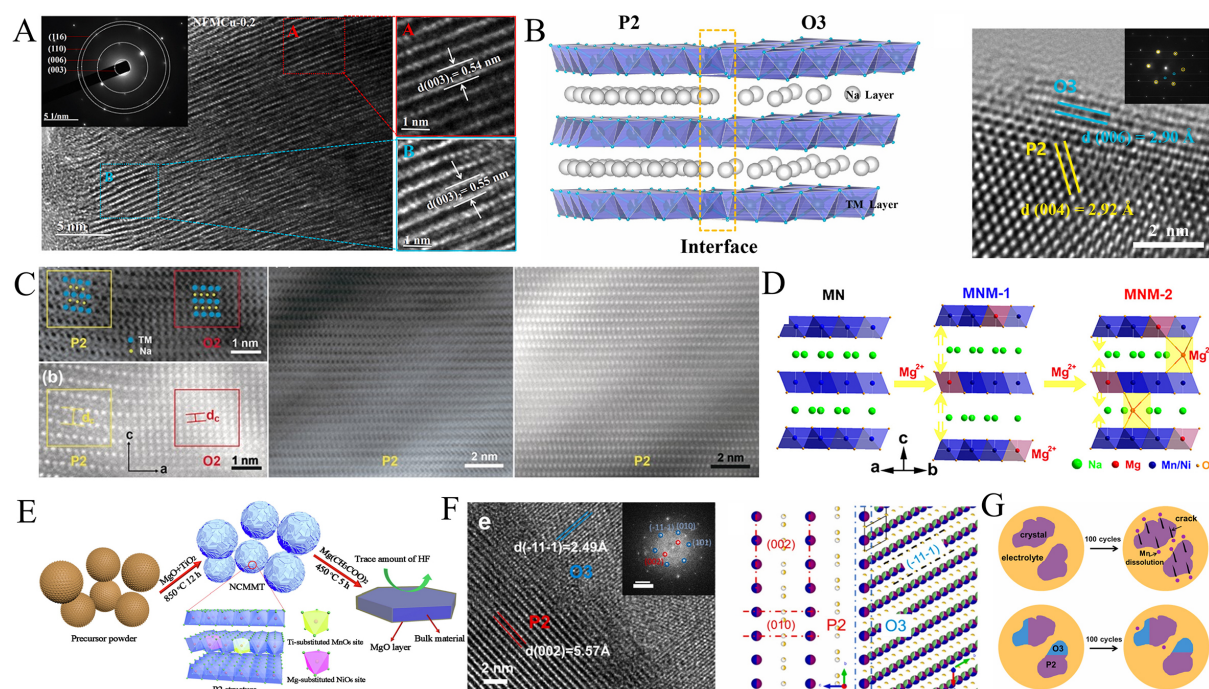 A
NFMCu-0.2
(116)
(110)
(006)
(003)
5 1/nm
A
B
5 nm
A
d(003) = 0.54 nm
1 nm
B
d(003) = 0.55 nm
1 nm
B
P2
O3
Na Layer
TM Layer
Interface
O3
d (006) = 2.90 Å
P2
d (004) = 2.92 Å
2 nm
C
P2
TM
Na
O2
1 nm
(b)
dc
c
a
P2
O2
1 nm
P2
2 nm
P2
2 nm
D
MN
MNM-1
MNM-2
Mg2+
Mg2+
Mg2+
Mg2
c
a
b
Na
Mg
Mn/Ni
O
E
Precursor powder
MgO+TiO2
850 °C 12 h
NCMMT
Mg(CH3COO)2
450°C 5 h
Trace amount of HF
MgO layer
Bulk material
Ti-substituted MnO6 site
Mg-substituted NiO6 site
P2 structure
F
e
d(-11-1)=2.49Å
O3
(-11-1)
(010)
(101)
P2
d(002)=5.57Å
2 nm
(002)
(010)
P2
O3
(-11-1)
G
crystal
electrolyte
100 cycles
crack
Mn
dissolution
O3
P2
100 cycles